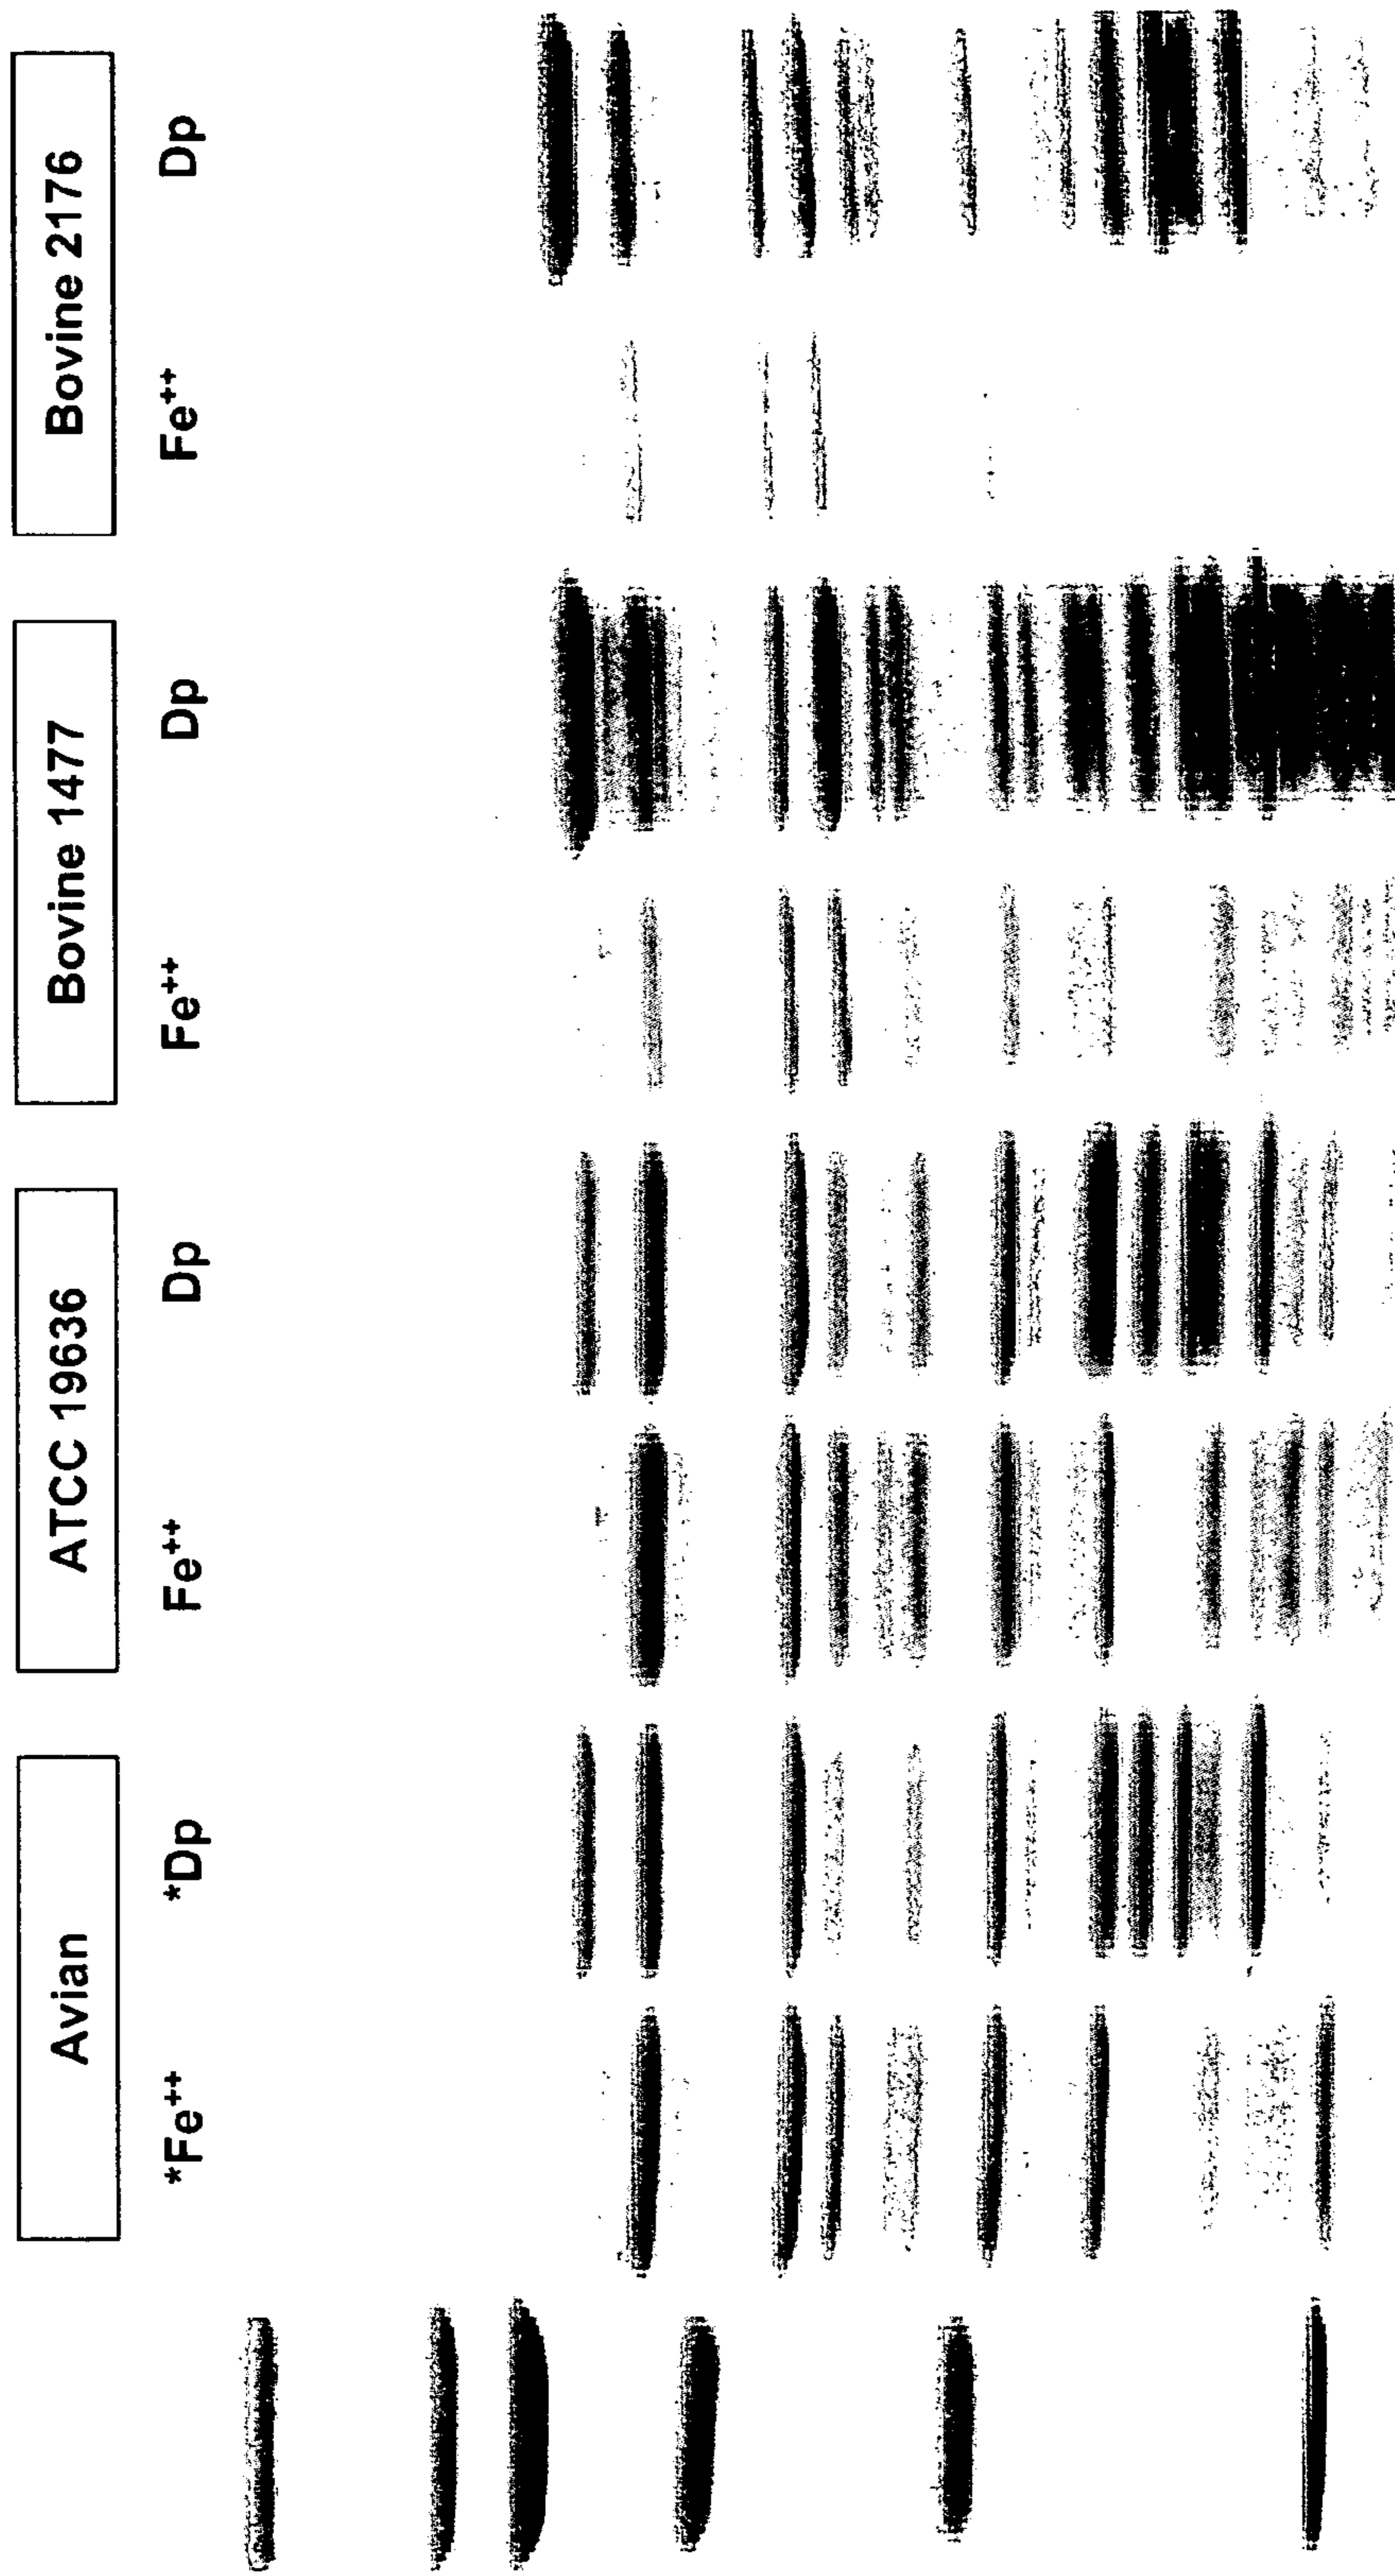 Avian
ATCC 19636
Bovine 1477
Bovine 2176
*Fe++
*Dp
Fe++
Dp
Fe++
Dp
Fe++
Dp